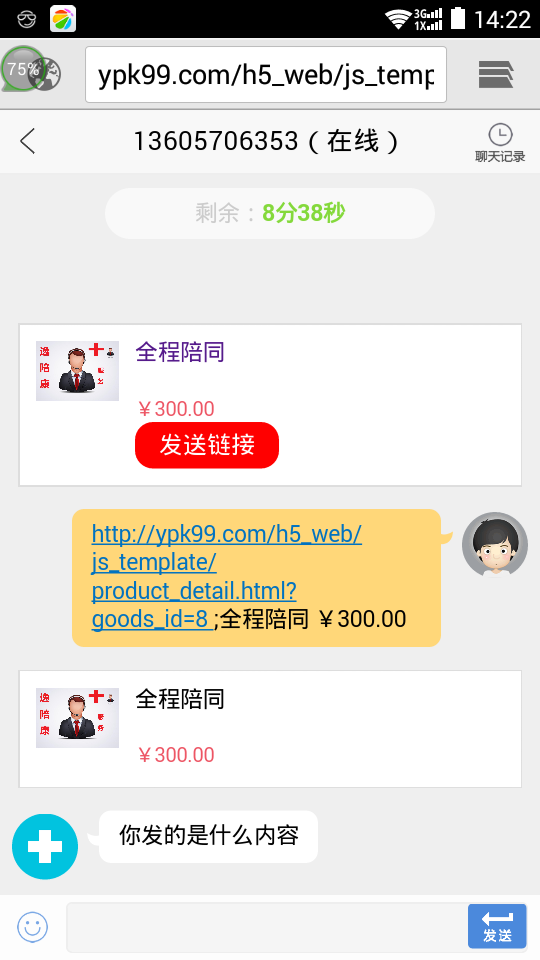 3G
1X
14:22
75%
ypk99.com/h5_web/js_temp
13605706353 ( 在线 )
聊天记录
剩余：8分38秒
逸陪康
全程陪同
￥300.00
发送链接
http://ypk99.com/h5_web/
js_template/
product_detail.html?
goods_id=8 ;全程陪同 ￥300.00
逸陪康
全程陪同
￥300.00
你发的是什么内容
发送